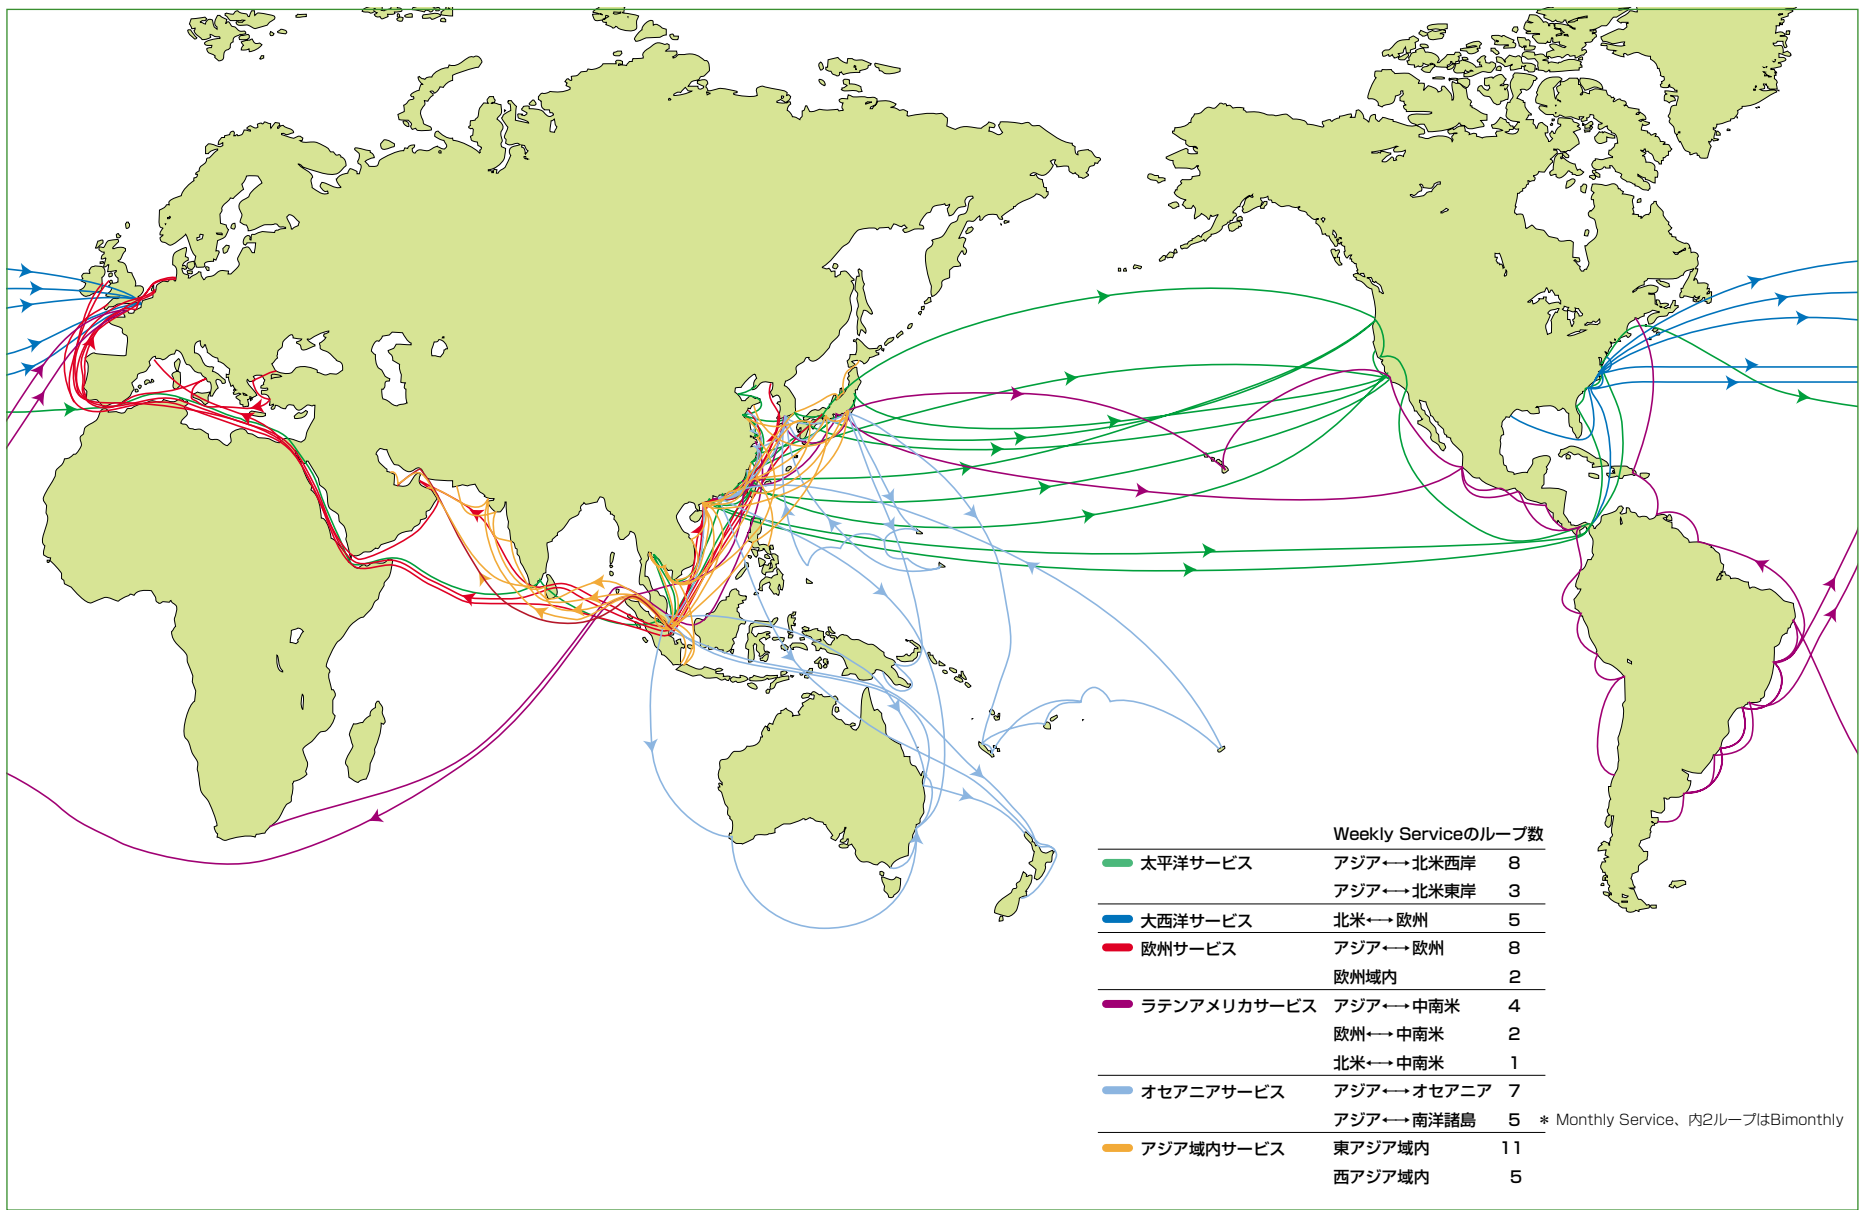 Weekly Serviceのループ数
太平洋サービス アジア←→北米西岸 8
アジア←→北米東岸 3
大西洋サービス 北米←→欧州 5
欧州サービス アジア←→欧州 8
欧州域内 2
ラテンアメリカサービス アジア←→中南米 4
欧州←→中南米 2
北米←→中南米 1
オセアニアサービス アジア←→オセアニア 7
アジア←→南洋諸島 5 * Monthly Service、内2ループはBimonthly
アジア域内サービス 東アジア域内 11
西アジア域内 5